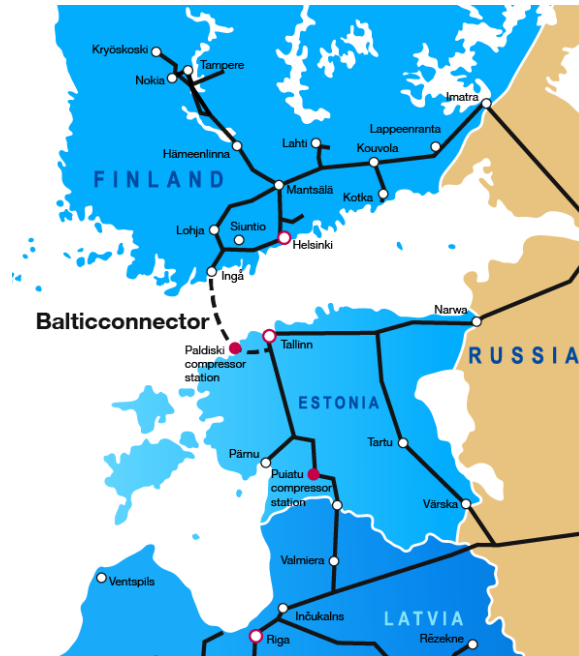 Kryöskoski
Tampere
Nokia
Imatra
Lappeenranta
Lahti
Hämeenlinna
Kouvola
FINLAND
Mantsälä
Kotka
Lohja
Siuntio
Helsinki
Ingå
Narwa
Balticconnector
Paldiski
compressor
station
Tallinn
RUSSIA
ESTONIA
Tartu
Pärnu
Puiatu
compressor
station
Värska
Valmiera
Ventspils
Inčukalns
LATVIA
Riga
Rēzekne